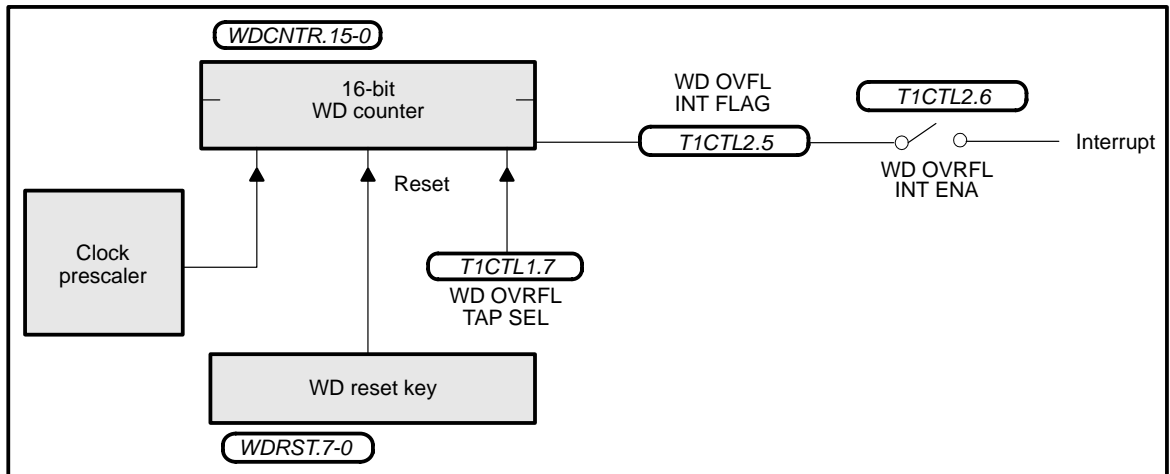 WDCNTR.15-0
16-bit
WD counter
WD OVFL
INT FLAG
T1CTL2.5
T1CTL2.6
WD OVRFL
INT ENA
Interrupt
Reset
Clock
prescaler
T1CTL1.7
WD OVRFL
TAP SEL
WD reset key
WDRST.7-0